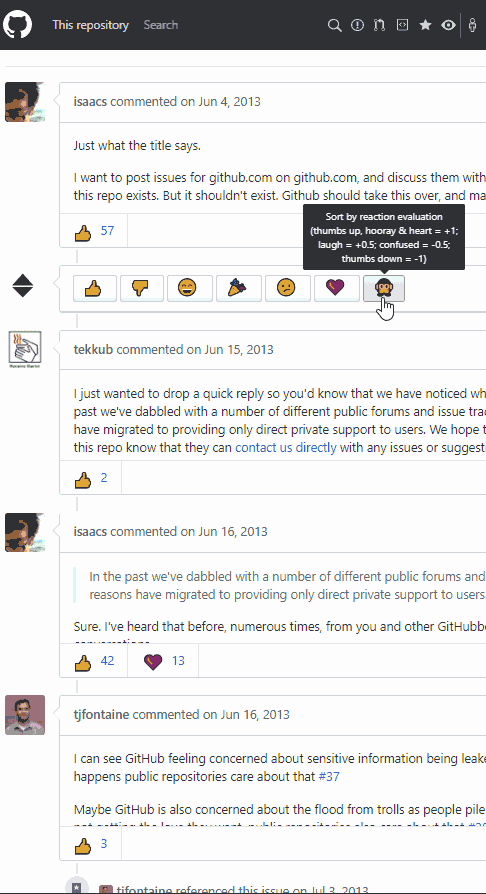 This repository Search
isaacs commented on Jun 4, 2013
Just what the title says.
I want to post issues for github.com on github.com, and discuss them with
this repo exists. But it shouldn't exist. Github should take this over, and ma
57
Sort by reaction evaluation
(thumbs up, hooray & heart = +1;
laugh = +0.5; confused = -0.5;
thumbs down = -1)
tekkub commented on Jun 15, 2013
I just wanted to drop a quick reply so you'd know that we have noticed wh
past we've dabbled with a number of different public forums and issue tra
have migrated to providing only direct private support to users. We hope t
this repo know that they can contact us directly with any issues or suggesti
2
isaacs commented on Jun 16, 2013
In the past we've dabbled with a number of different public forums and
reasons have migrated to providing only direct private support to users
Sure. I've heard that before, numerous times, from you and other GitHubbe
42 13
tjfontaine commented on Jun 16, 2013
I can see GitHub feeling concerned about sensitive information being leake
happens public repositories care about that #37
Maybe GitHub is also concerned about the flood from trolls as people pile
3
tjfontaine referenced this issue on Jul 3, 2013